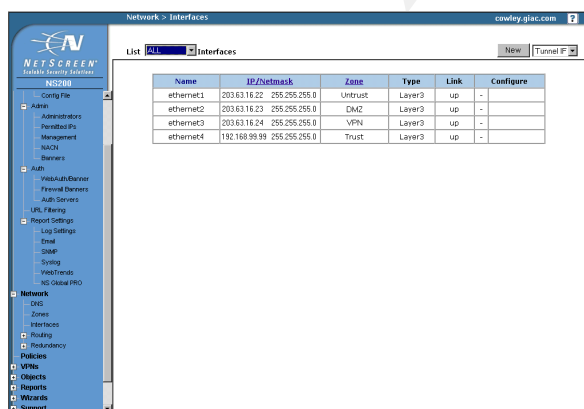 Network > Interfaces
cowley.giac.com ?
N
NETSCREEN
Scalable Security Solutions
NS200
List ALL Interfaces
New Tunnel IF
Name IP/Netmask Zone Type Link Configure
ethernet1 203.63.16.22 255.255.255.0 Untrust Layer3 up -
ethernet2 203.63.16.23 255.255.255.0 DMZ Layer3 up -
ethernet3 203.63.16.24 255.255.255.0 VPN Layer3 up -
ethernet4 192.168.99.99 255.255.255.0 Trust Layer3 up -
Config File
Admin
Administrators
Permitted IPs
Management
NACN
Banners
Auth
WebAuth/Banner
Firewall Banners
Auth Servers
URL Filtering
Report Settings
Log Settings
Email
SNMP
Syslog
WebTrends
NS Global PRO
Network
DNS
Zones
Interfaces
Routing
Redundancy
Policies
VPNs
Objects
Reports
Wizards
Support